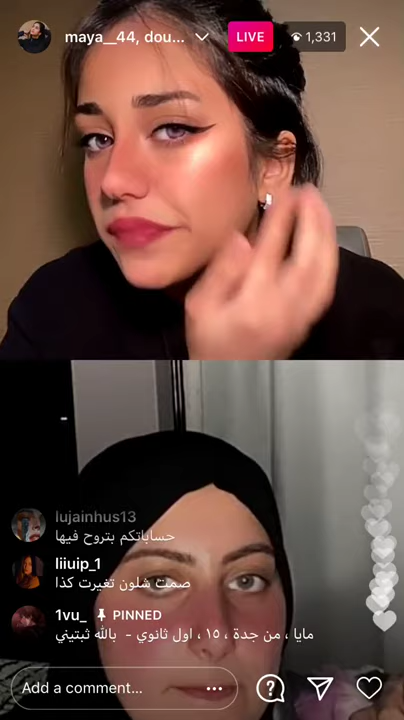 maya__44, dou...
LIVE
1,331
lujainhus13
حساباتكم بتروح فيها
liiuip_1
صمت شلون تغيرت كذا
1vu_ PINNED
مايا ، من جدة ، ١٥ ، اول ثانوي - بالله ثبتيني
Add a comment...